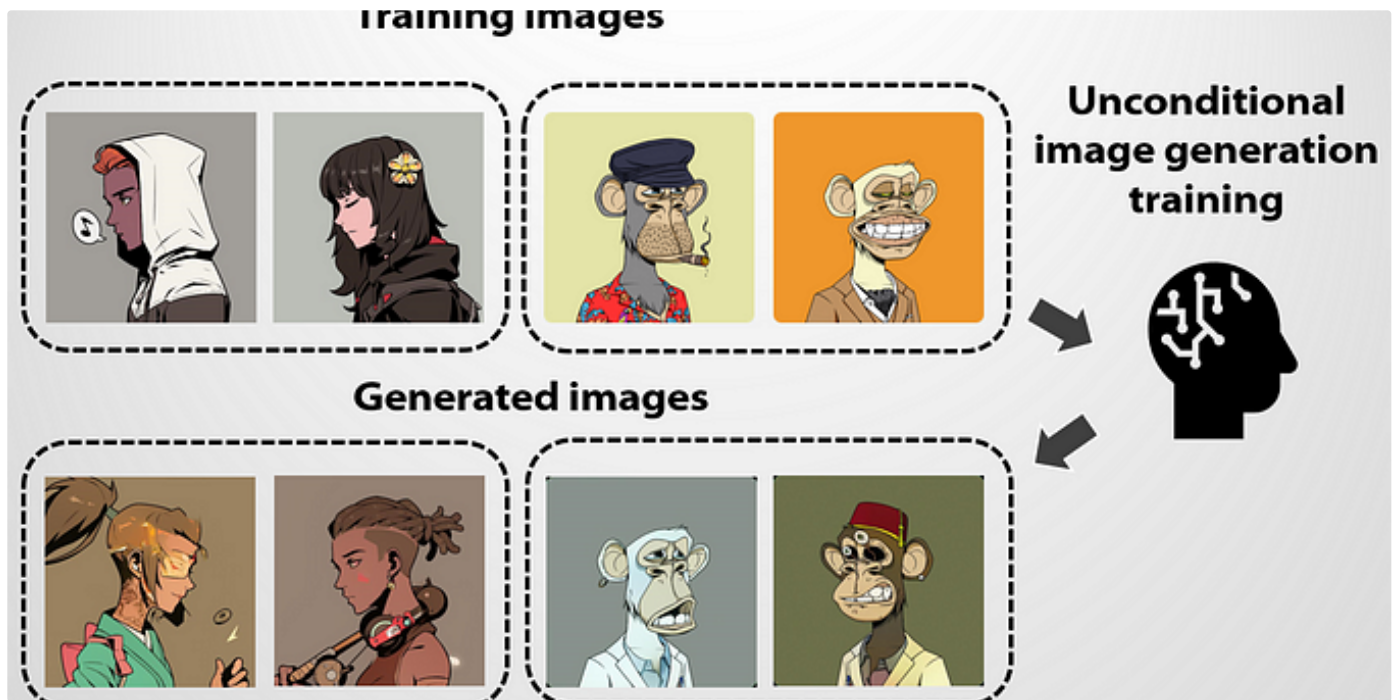 Training images
Unconditional
image generation
training
Generated images